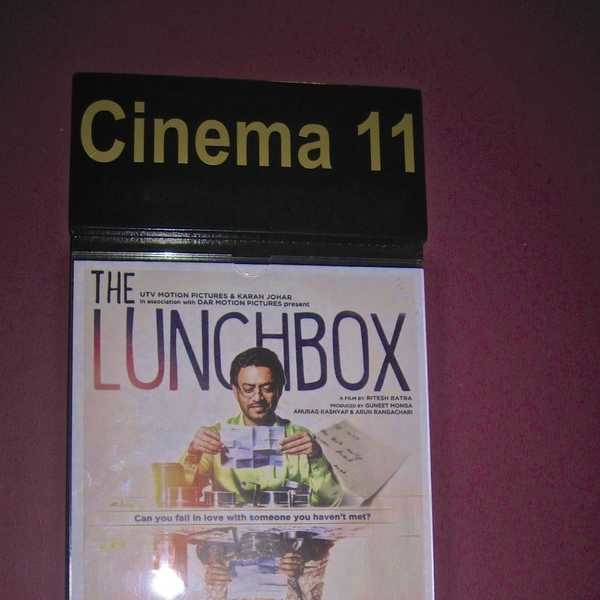 Cinema 11
THE
UTV MOTION PICTURES & KARAN JOHAR
in association with DAR MOTION PICTURES present
LUNCHBOX
A FILM BY RITESH BATRA
PRODUCED BY GUNEET MONGA
ANURAG KASHYAP & ARUN RANGACHARI
Can you fall in love with someone you haven't met?